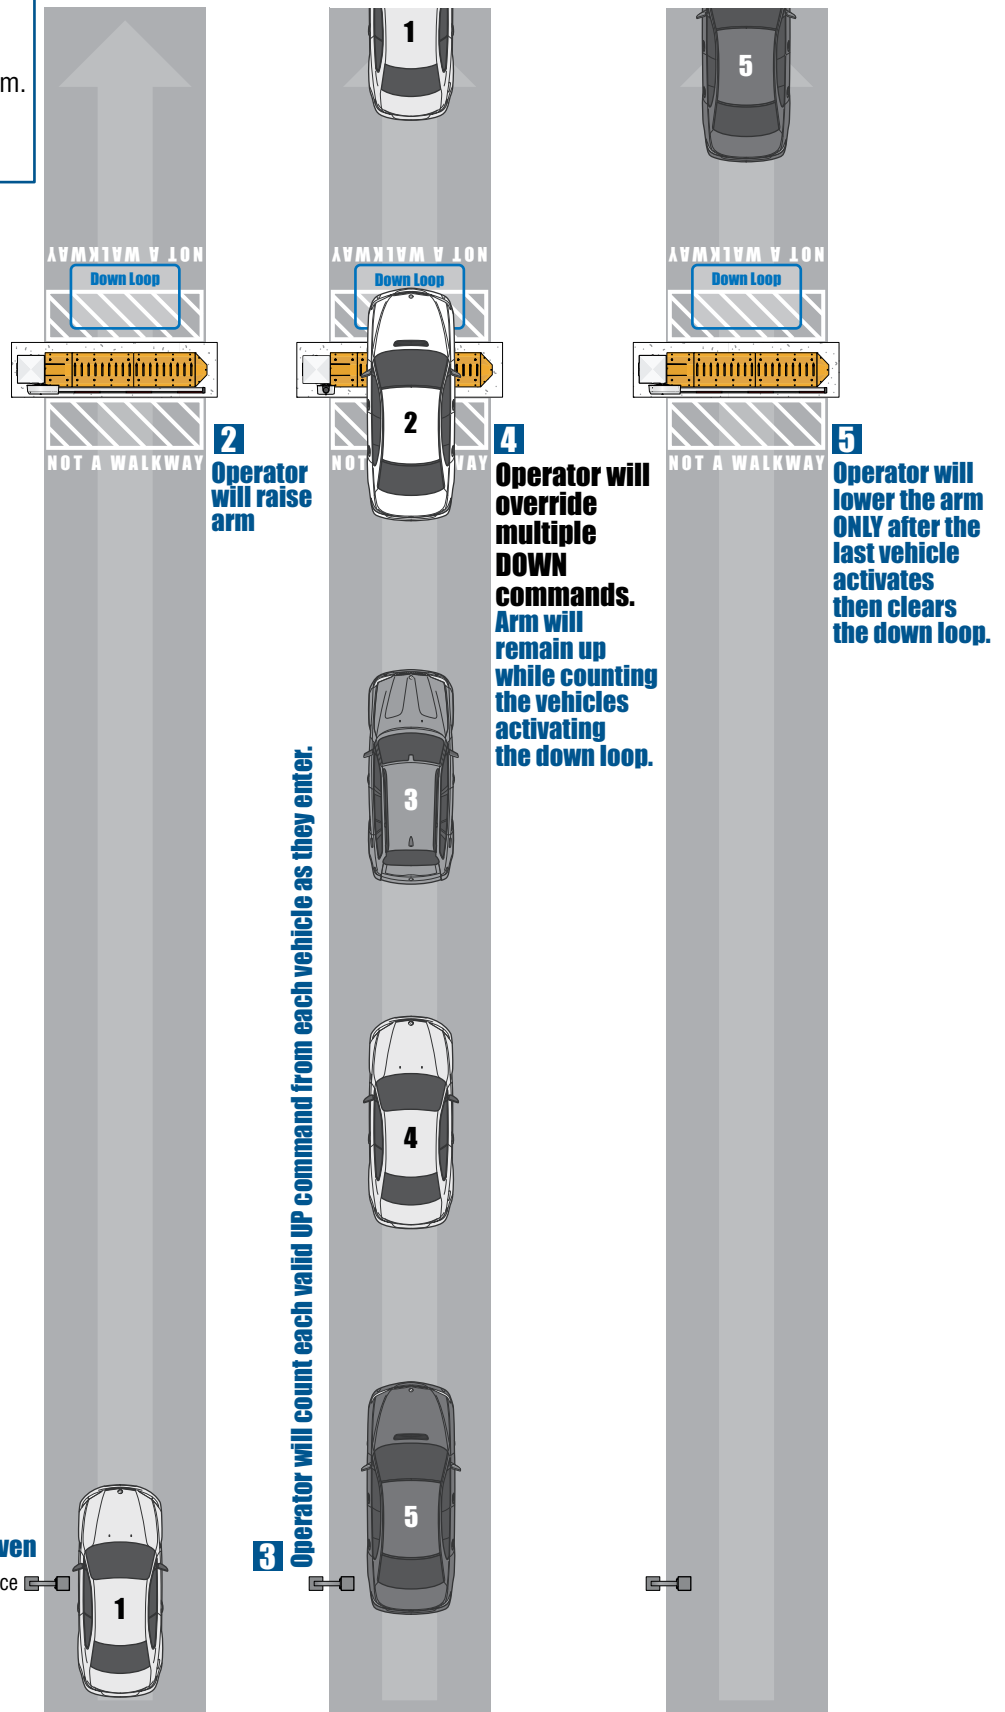 m.
1
5
NOT A WALKWAY
Down Loop
NOT A WALKWAY
2
Operator
will raise
arm
NOT A WALKWAY
Down Loop
2
NOT
WAY
4
Operator will
override
multiple
DOWN
commands.
Arm will
remain up
while counting
the vehicles
activating
the down loop.
NOT A WALKWAY
Down Loop
NOT A WALKWAY
5
Operator will
lower the arm
ONLY after the
last vehicle
activates
then clears
the down loop.
3
4
5
3
Operator will count each valid UP command from each vehicle as they enter.
ven
ce
1